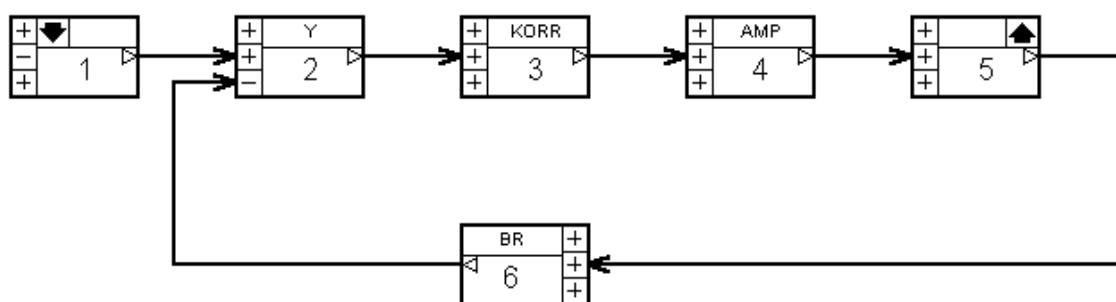 + - + 1
+ + - Y 2
+ + + KORR 3
+ + + AMP 4
+ + + 5
BR 6 + + +